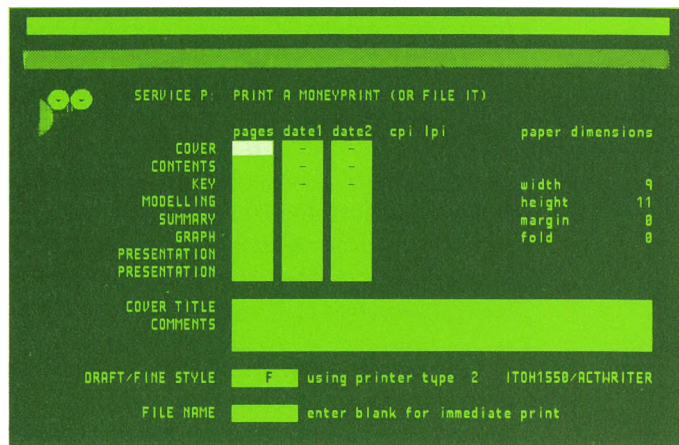 SERVICE P: PRINT A MONEYPRINT (OR FILE IT)
pages date1 date2 cpi lpi paper dimensions
COVER - -
CONTENTS - -
KEY - - width 9
MODELLING height 11
SUMMARY margin 0
GRAPH fold 0
PRESENTATION
PRESENTATION
COVER TITLE
COMMENTS
DRAFT/FINE STYLE F using printer type 2 ITOH1550/ACTWRITER
FILE NAME enter blank for immediate print